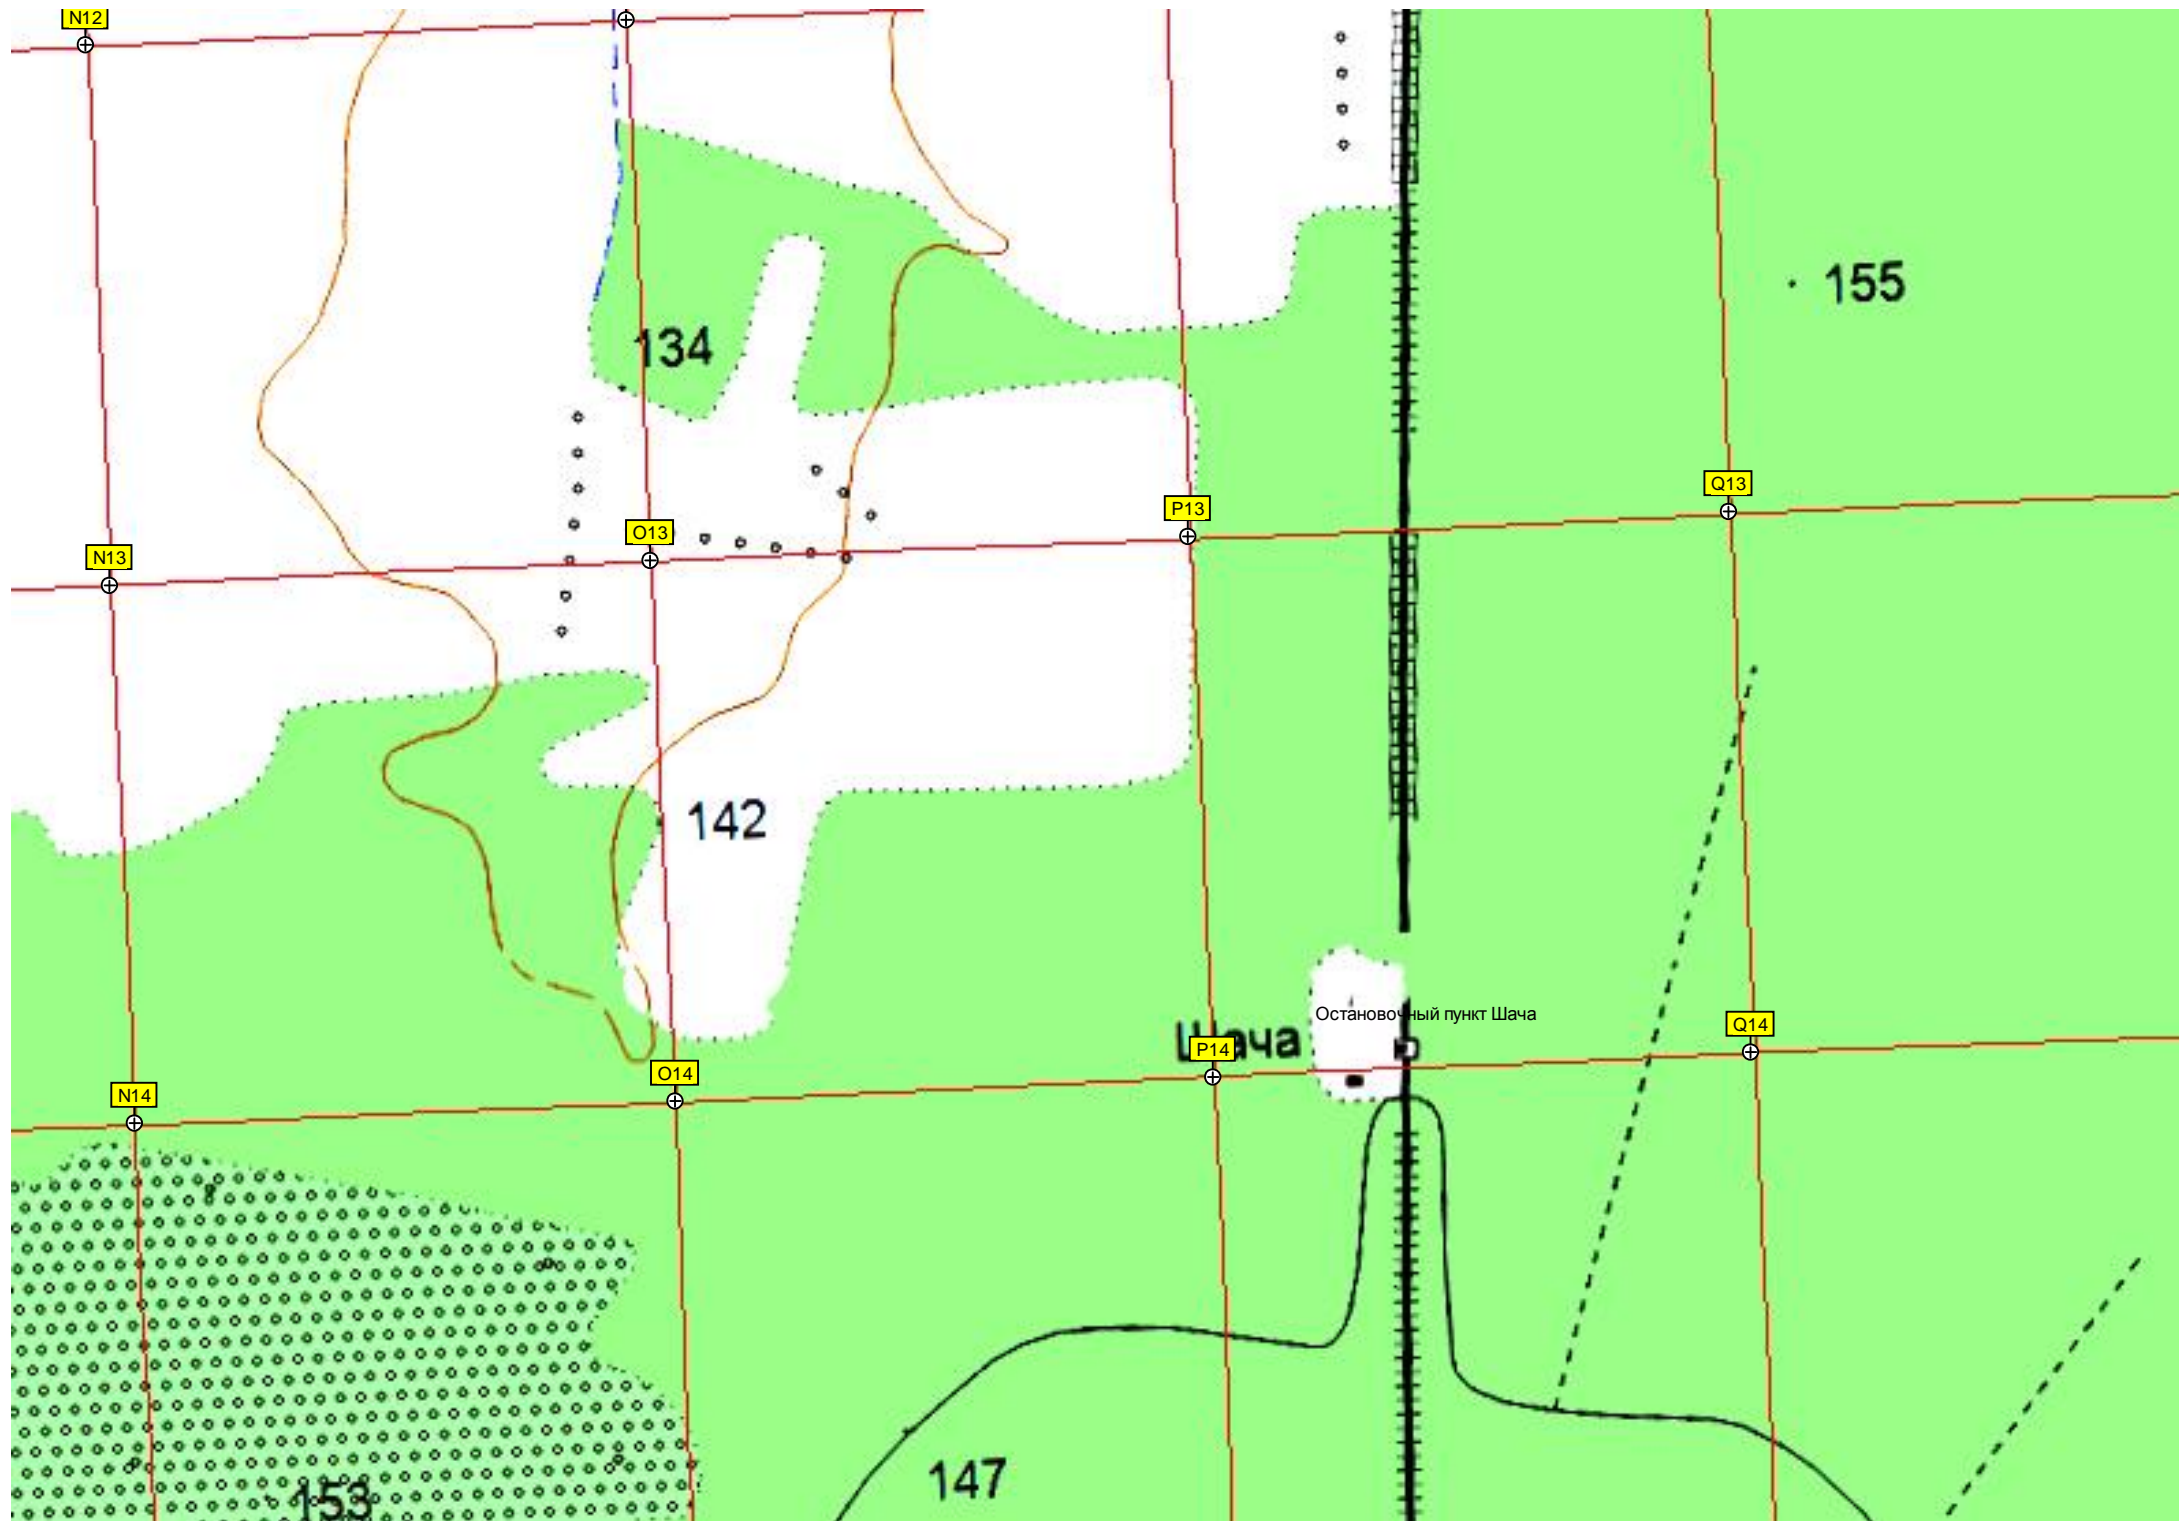 N12
155
134
Q13
P13
O13
N13
142
Остановочный пункт Шача
Q14
Шача
P14
O14
N14
147
153